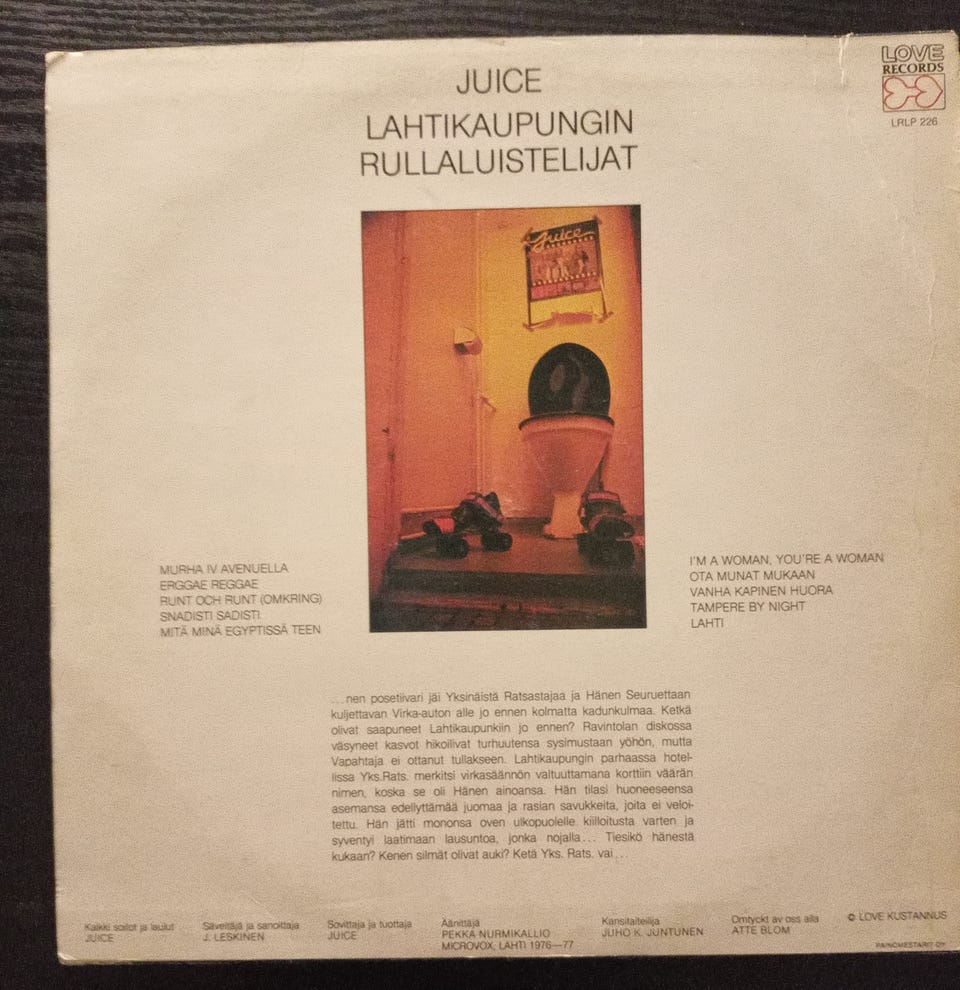 LOVE
RECORDS
LRLP 226
JUICE
LAHTIKAUPUNGIN
RULLALUISTELIJAT
Juice
MURHA IV AVENUELLA
ERGGAE REGGAE
RUNT OCH RUNT (OMKRING)
SNADISTI SADISTI
MITÄ MINÄ EGYPTISSÄ TEEN
I'M A WOMAN, YOU'RE A WOMAN
OTA MUNAT MUKAAN
VANHA KAPINEN HUORA
TAMPERE BY NIGHT
LAHTI
...nen posetiivari jäi Yksinäistä Ratsastajaa ja Hänen Seuruettaan
kuljettavan Virka-auton alle jo ennen kolmatta kadunkulmaa. Ketkä
olivat saapuneet Lahtikaupunkiin jo ennen? Ravintolan diskossa
väsyneet kasvot hikoilivat turhuutensa sysimustaan yöhön, mutta
Vapahtaja ei ottanut tullakseen. Lahtikaupungin parhaassa hotel-
lissa Yks.Rats. merkitsi virkasäännön valtuuttamana korttiin väärän
nimen, koska se oli Hänen ainoansa. Hän tilasi huoneeseensa
asemansa edellyttämää juomaa ja rasian savukkeita, joita ei veloi-
tettu. Hän jätti mononsa oven ulkopuolelle kiilloitusta varten ja
syventyi laatimaan lausuntoa, jonka nojalla... Tiesikö hänestä
kukaan? Kenen silmät olivat auki? Ketä Yks. Rats. vai...
Kaikki soitot ja laulut
JUICE
Säveltäjä ja sanoittaja
J. LESKINEN
Sovittaja ja tuottaja
JUICE
Äänittäjä
PEKKA NURMIKALLIO
MICROVOX, LAHTI 1976—77
Kansitaiteilija
JUHO K. JUNTUNEN
Omtyckt av oss alla
ATTE BLOM
© LOVE KUSTANNUS
PAINOMESTARIT OY